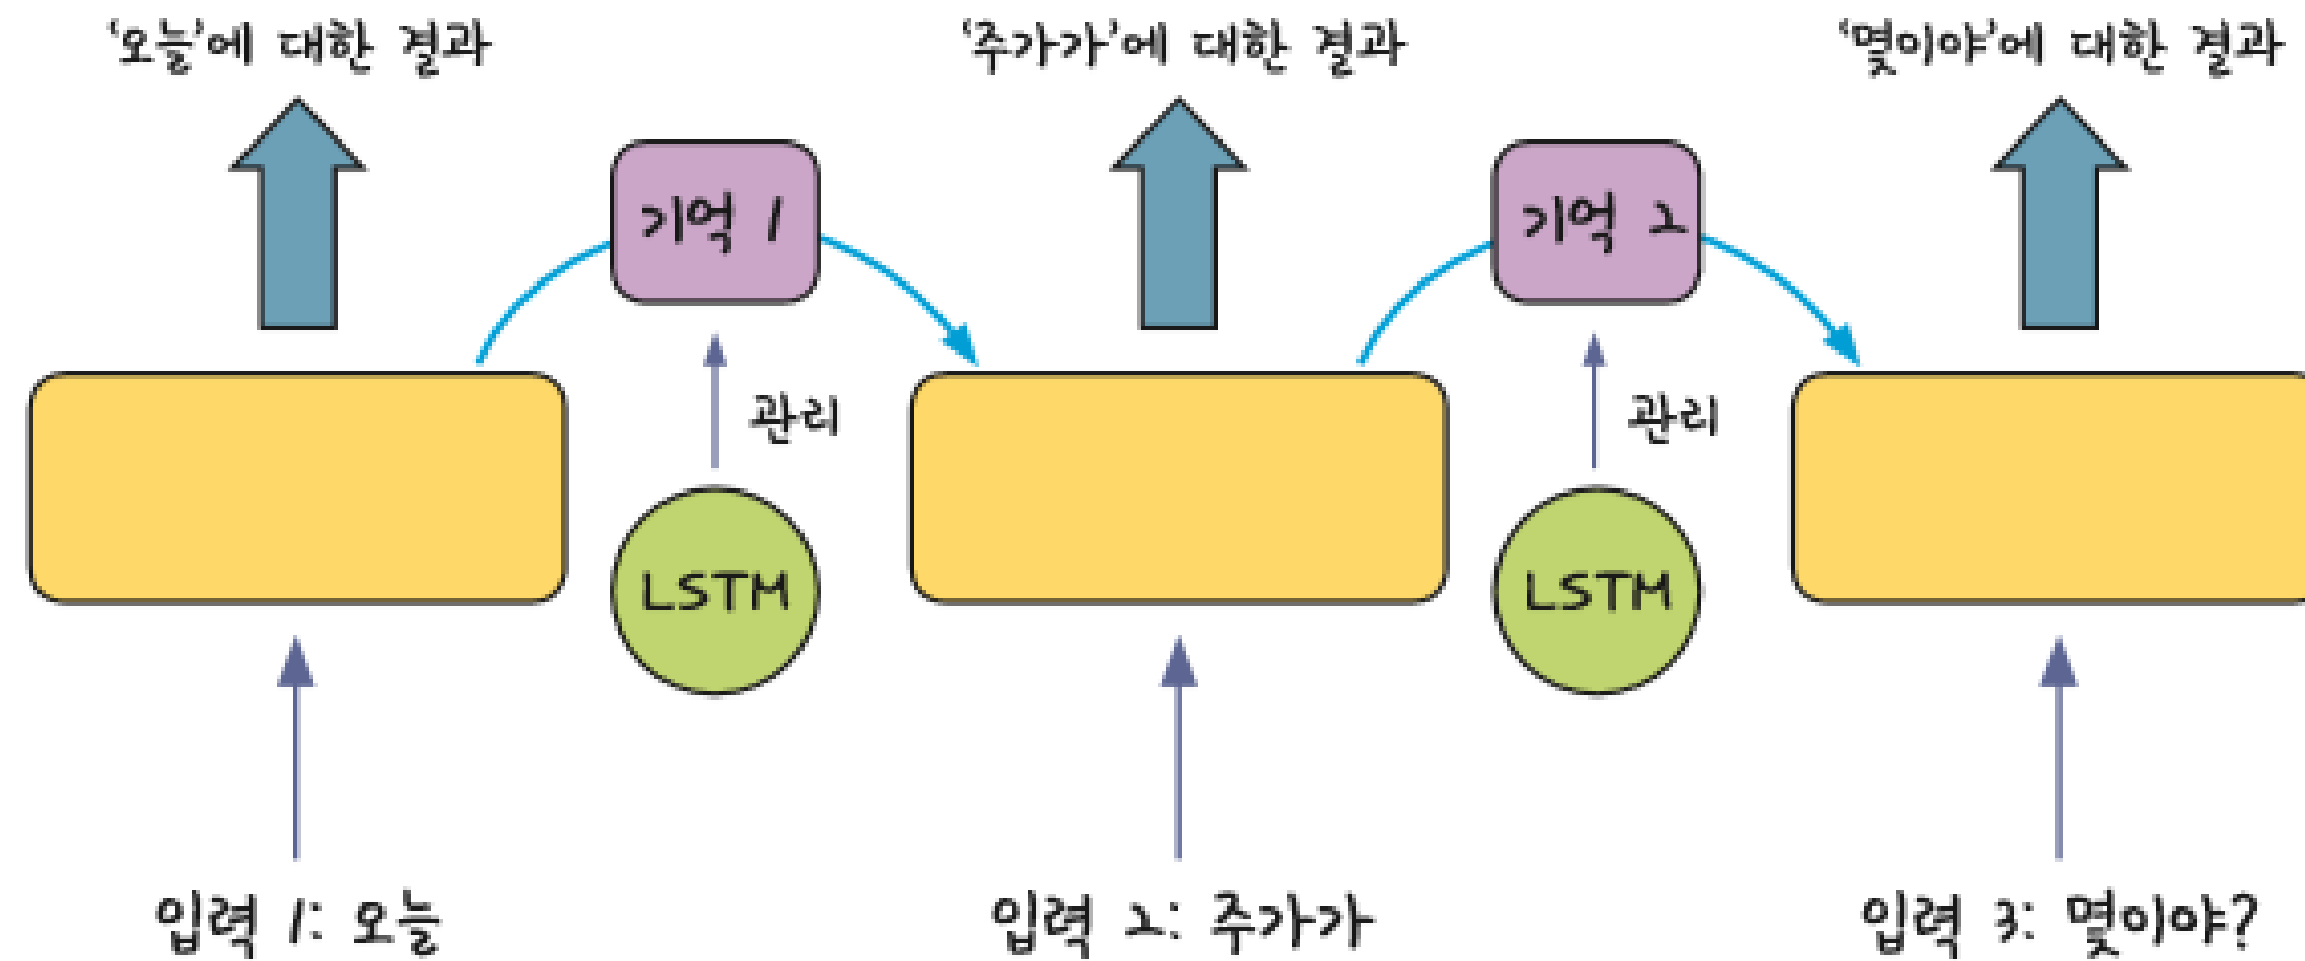 '오늘'에 대한 결과
'주가가'에 대한 결과
'몇이야'에 대한 결과
기억 1
기억 2
관리
관리
LSTM
LSTM
입력 1: 오늘
입력 2: 주가가
입력 3: 몇이야?